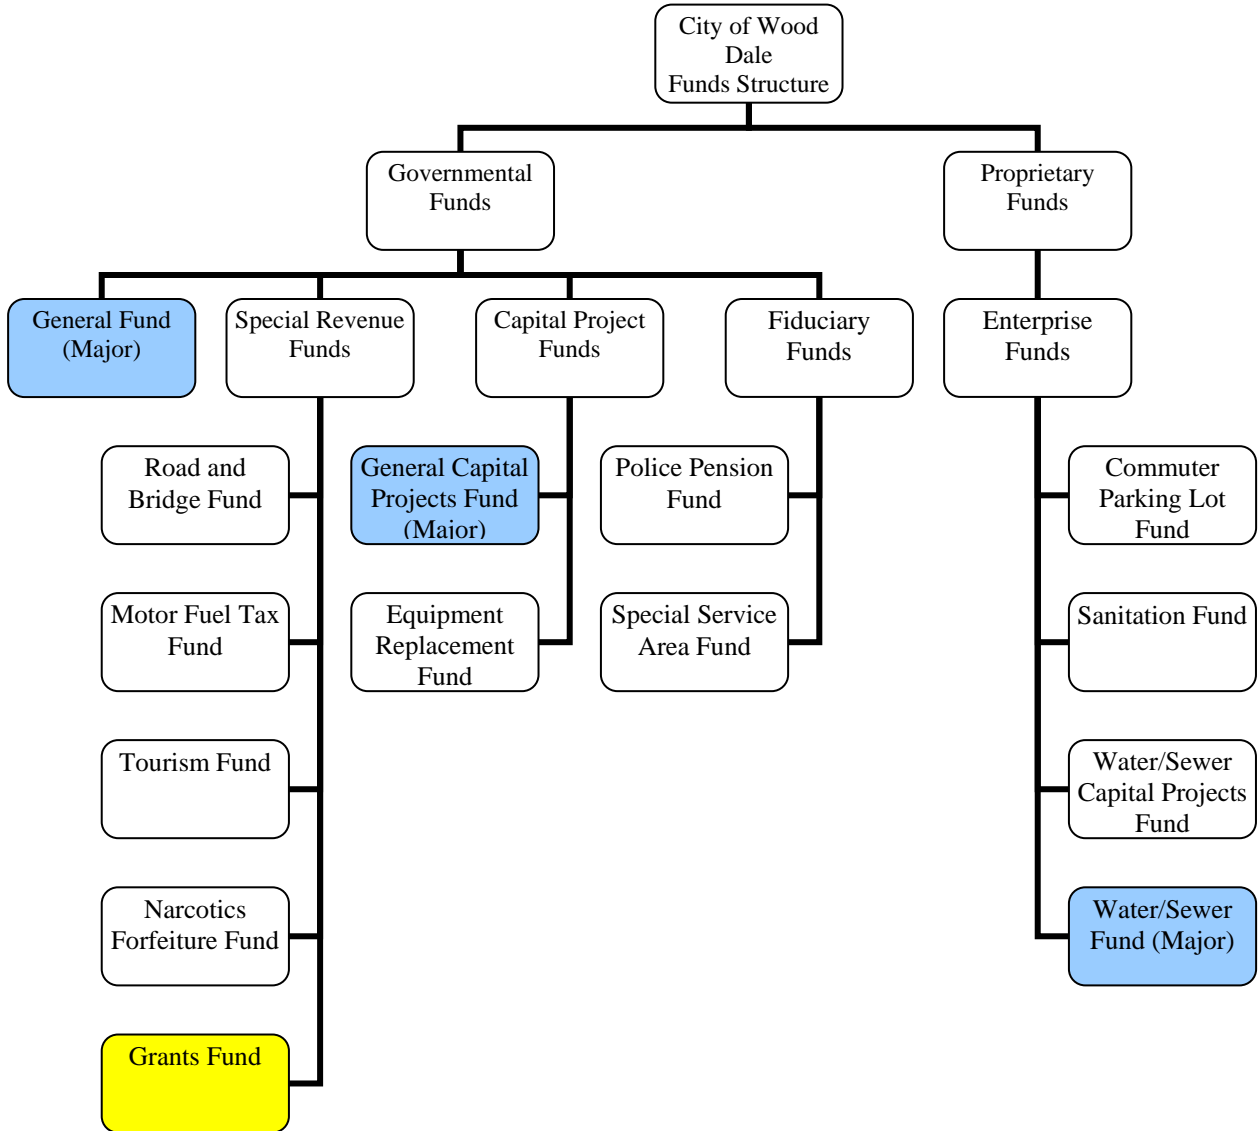 City of Wood
Dale
Funds Structure
Governmental
Funds
Proprietary
Funds
General Fund
(Major)
Special Revenue
Funds
Capital Project
Funds
Fiduciary
Funds
Enterprise
Funds
Road and
Bridge Fund
General Capital
Projects Fund
(Major)
Police Pension
Fund
Commuter
Parking Lot
Fund
Motor Fuel Tax
Fund
Equipment
Replacement
Fund
Special Service
Area Fund
Sanitation Fund
Tourism Fund
Water/Sewer
Capital Projects
Fund
Narcotics
Forfeiture Fund
Water/Sewer
Fund (Major)
Grants Fund